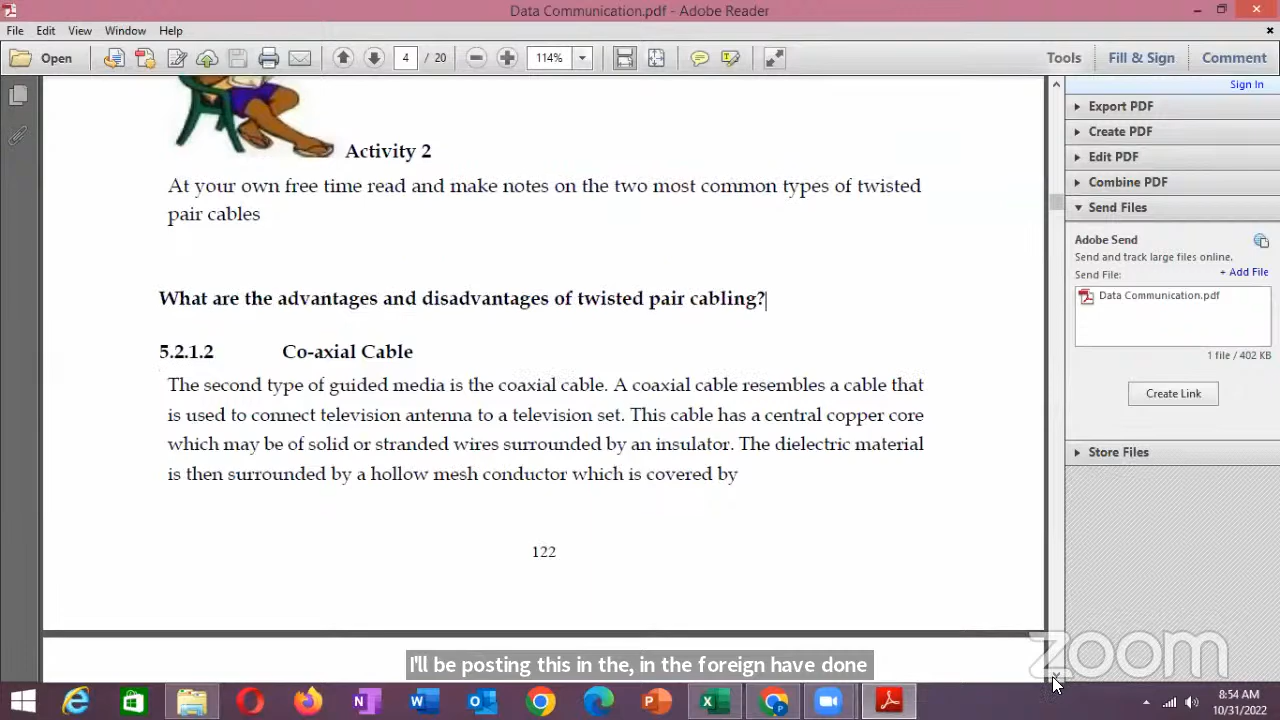 Data Communication.pdf - Adobe Reader
File Edit View Window Help
Open 4 / 20 114% Tools Fill & Sign Comment
Sign In
Export PDF
Create PDF
Edit PDF
Combine PDF
Send Files
Adobe Send
Send and track large files online.
Send File: + Add File
Data Communication.pdf
1 file / 402 KB
Create Link
Store Files
Activity 2
At your own free time read and make notes on the two most common types of twisted
pair cables
What are the advantages and disadvantages of twisted pair cabling?
5.2.1.2 Co-axial Cable
The second type of guided media is the coaxial cable. A coaxial cable resembles a cable that
is used to connect television antenna to a television set. This cable has a central copper core
which may be of solid or stranded wires surrounded by an insulator. The dielectric material
is then surrounded by a hollow mesh conductor which is covered by
122
zoom
I'll be posting this in the, in the foreign have done
8:54 AM
10/31/2022